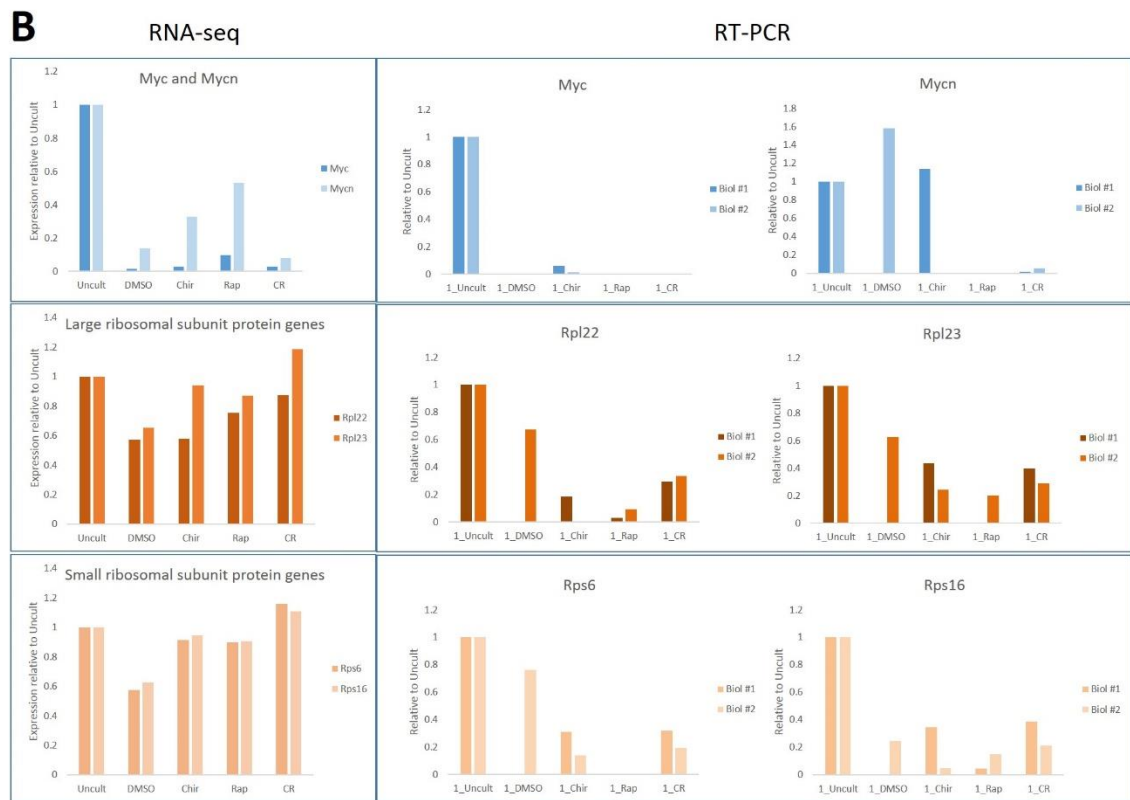 B
RNA-seq
RT-PCR
Myc and Mycn
Expression relative to Uncult
1.2
1
0.8
0.6
0.4
0.2
0
Uncult DMSO Chir Rap CR
Myc
Mycn
Myc
Relative to Uncult
1.2
1
0.8
0.6
0.4
0.2
0
1_Uncult 1_DMSO 1_Chir 1_Rap 1_CR
Biol #1
Biol #2
Mycn
Relative to Uncult
1.8
1.6
1.4
1.2
1
0.8
0.6
0.4
0.2
0
1_Uncult 1_DMSO 1_Chir 1_Rap 1_CR
Biol #1
Biol #2
Large ribosomal subunit protein genes
Expression relative to Uncult
1.4
1.2
1
0.8
0.6
0.4
0.2
0
Uncult DMSO Chir Rap CR
Rpl22
Rpl23
Rpl22
Relative to Uncult
1.2
1
0.8
0.6
0.4
0.2
0
1_Uncult 1_DMSO 1_Chir 1_Rap 1_CR
Biol #1
Biol #2
Rpl23
Relative to Uncult
1.2
1
0.8
0.6
0.4
0.2
0
1_Uncult 1_DMSO 1_Chir 1_Rap 1_CR
Biol #1
Biol #2
Small ribosomal subunit protein genes
Expression relative to Uncult
1.4
1.2
1
0.8
0.6
0.4
0.2
0
Uncult DMSO Chir Rap CR
Rps6
Rps16
Rps6
Relative to Uncult
1.2
1
0.8
0.6
0.4
0.2
0
1_Uncult 1_DMSO 1_Chir 1_Rap 1_CR
Biol #1
Biol #2
Rps16
Relative to Uncult
1.2
1
0.8
0.6
0.4
0.2
0
1_Uncult 1_DMSO 1_Chir 1_Rap 1_CR
Biol #1
Biol #2